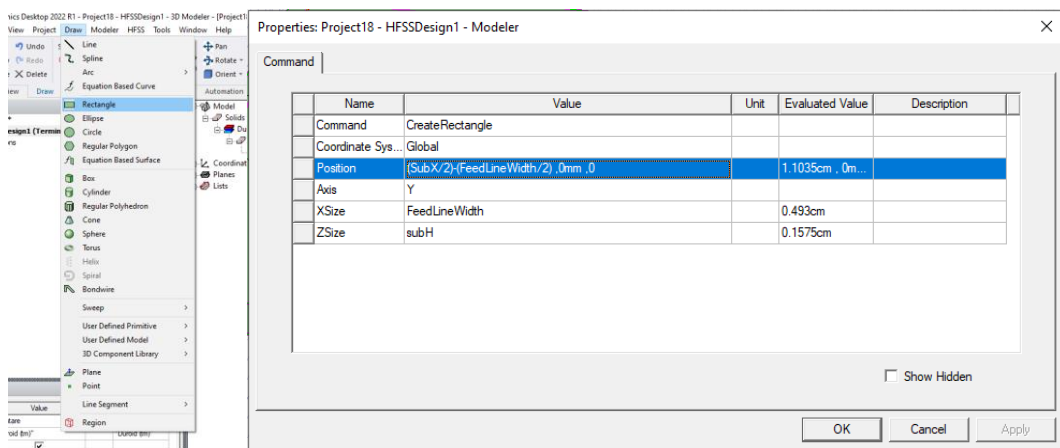 nics Desktop 2022 R1 - Project18 - HFSSDesign1 - 3D Modeler - [Project1
View Project Draw Modeler HFSS Tools Window Help
Undo
Redo
Delete
Draw
Pan
Rotate
Orient
Automation
Line
Spline
Arc
Equation Based Curve
Rectangle
Ellipse
Circle
Regular Polygon
Equation Based Surface
Box
Cylinder
Regular Polyhedron
Cone
Sphere
Torus
Helix
Spiral
Bondwire
Sweep
User Defined Primitive
User Defined Model
3D Component Library
Plane
Point
Line Segment
Region
Model
Solids
Du
Coordinat
Planes
Lists
esign1 (Termin
Value
Properties: Project18 - HFSSDesign1 - Modeler
Command
Name Value Unit Evaluated Value Description
Command CreateRectangle
Coordinate Sys... Global
Position (SubX/2)-(FeedLineWidth/2) ,0mm ,0 1.1035cm , 0m...
Axis Y
XSize FeedLineWidth 0.493cm
ZSize subH 0.1575cm
Show Hidden
OK Cancel Apply